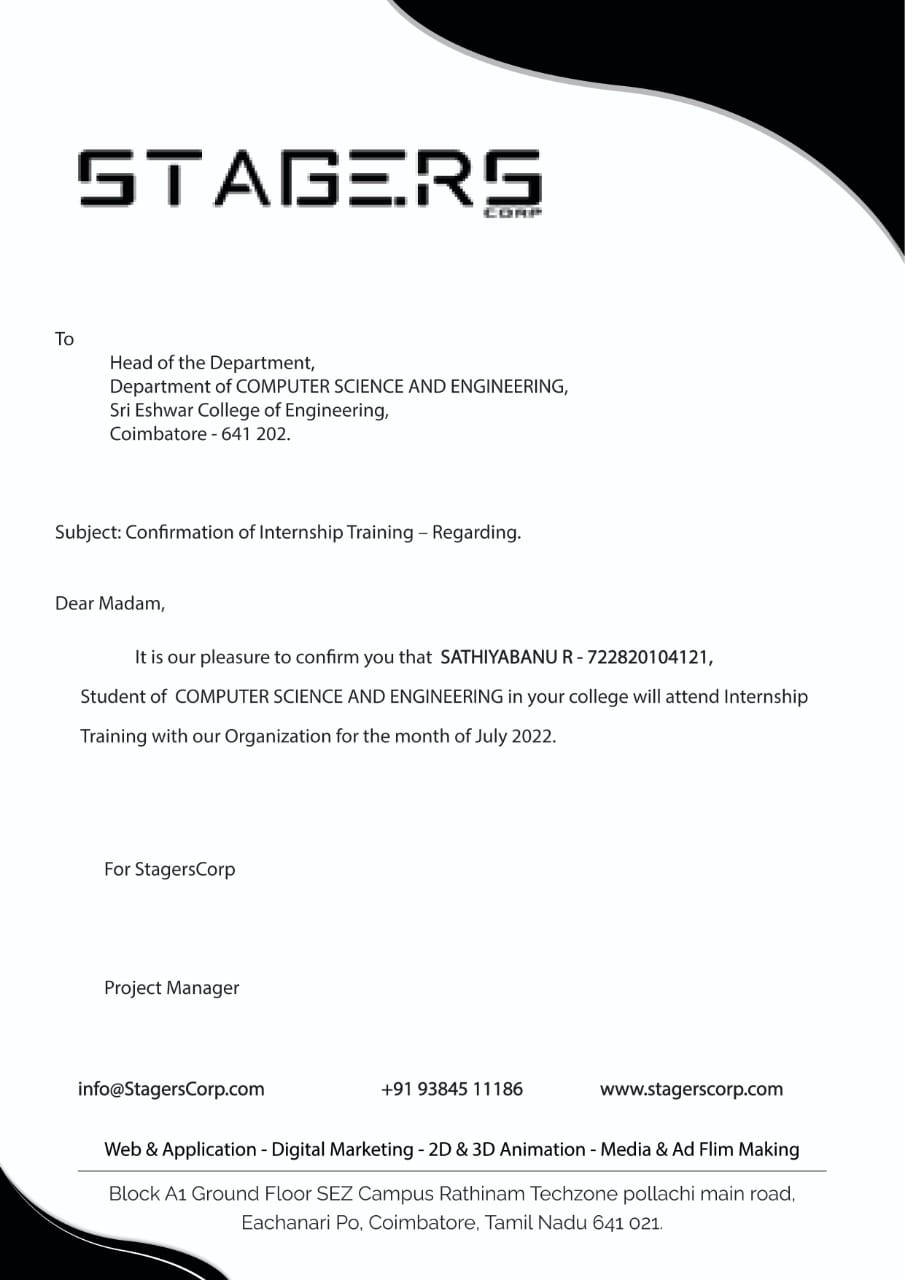 STAGERS
CORP
To
Head of the Department,
Department of COMPUTER SCIENCE AND ENGINEERING,
Sri Eshwar College of Engineering,
Coimbatore - 641 202.
Subject: Confirmation of Internship Training – Regarding.
Dear Madam,
It is our pleasure to confirm you that SATHIYABANU R - 722820104121,
Student of COMPUTER SCIENCE AND ENGINEERING in your college will attend Internship
Training with our Organization for the month of July 2022.
For StagersCorp
Project Manager
info@StagersCorp.com +91 93845 11186 www.stagerscorp.com
Web & Application - Digital Marketing - 2D & 3D Animation - Media & Ad Flim Making
Block A1 Ground Floor SEZ Campus Rathinam Techzone pollachi main road,
Eachanari Po, Coimbatore, Tamil Nadu 641 021.